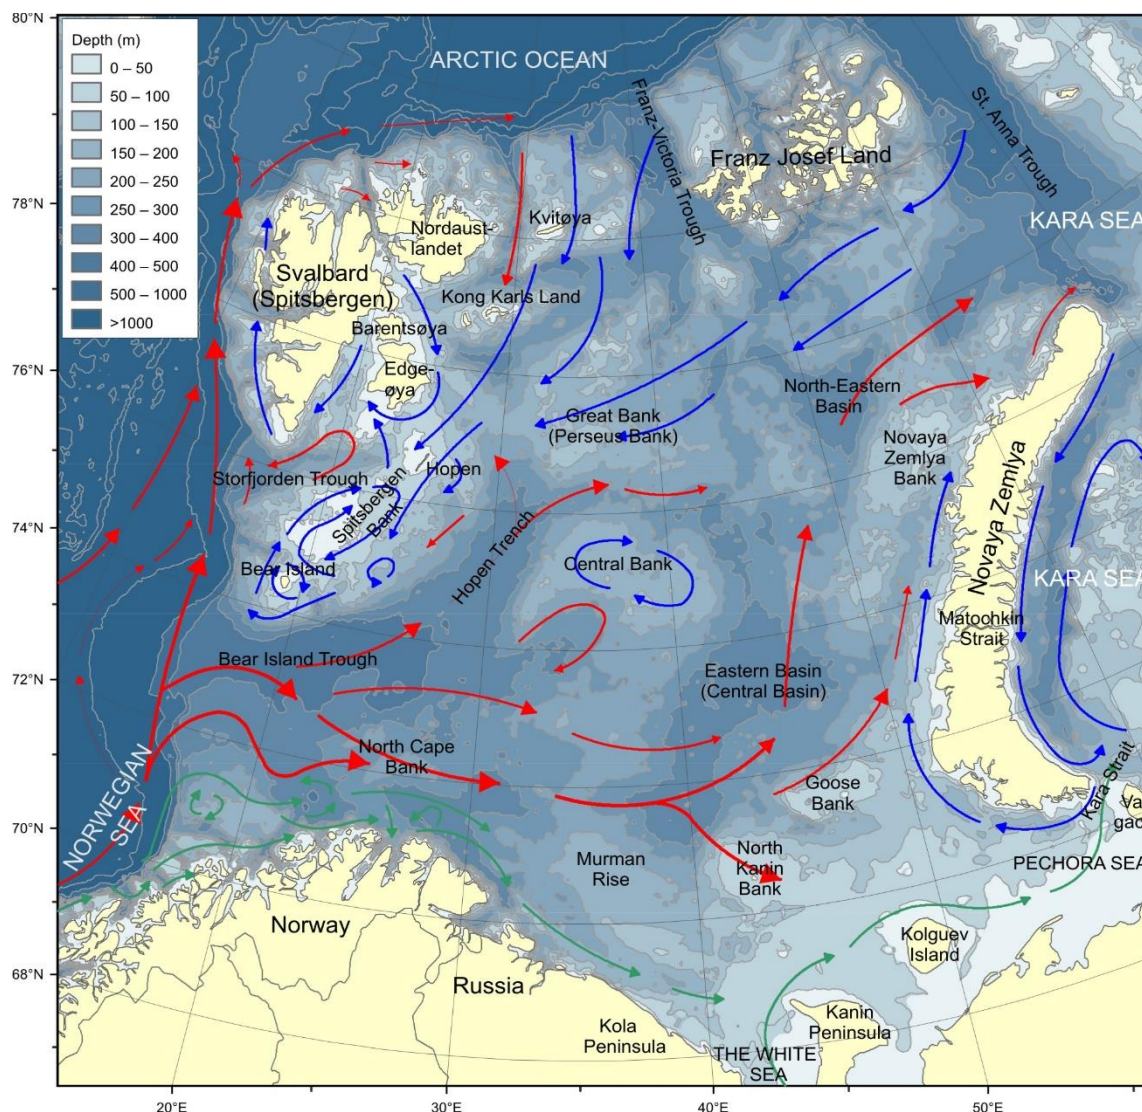 80°N
78°N
76°N
74°N
72°N
70°N
68°N
20°E
30°E
40°E
50°E
Depth (m)
0 – 50
50 – 100
100 – 150
150 – 200
200 – 250
250 – 300
300 – 400
400 – 500
500 – 1000
>1000
ARCTIC OCEAN
Franz-Victoria Trough
Franz Josef Land
St. Anna Trough
KARA SEA
Nordaust-
landet
Kvitøya
Svalbard
(Spitsbergen)
Kong Karls Land
Barentsøya
Edge-
øya
North-Eastern
Basin
Great Bank
(Perseus Bank)
Novaya
Zemlya
Bank
Storfjorden Trough
Hopen
Spitsbergen
Bank
Hopen Trench
Novaya Zemlya
Bear Island
Central Bank
KARA SEA
Matochkin
Strait
Bear Island Trough
Eastern Basin
(Central Basin)
North Cape
Bank
Goose
Bank
Kara-Strait
NORWEGIAN
SEA
Va
gac
Murman
Rise
North
Kanin
Bank
PECHORA SEA
Norway
Kolguev
Island
Russia
Kola
Peninsula
Kanin
Peninsula
THE WHITE
SEA